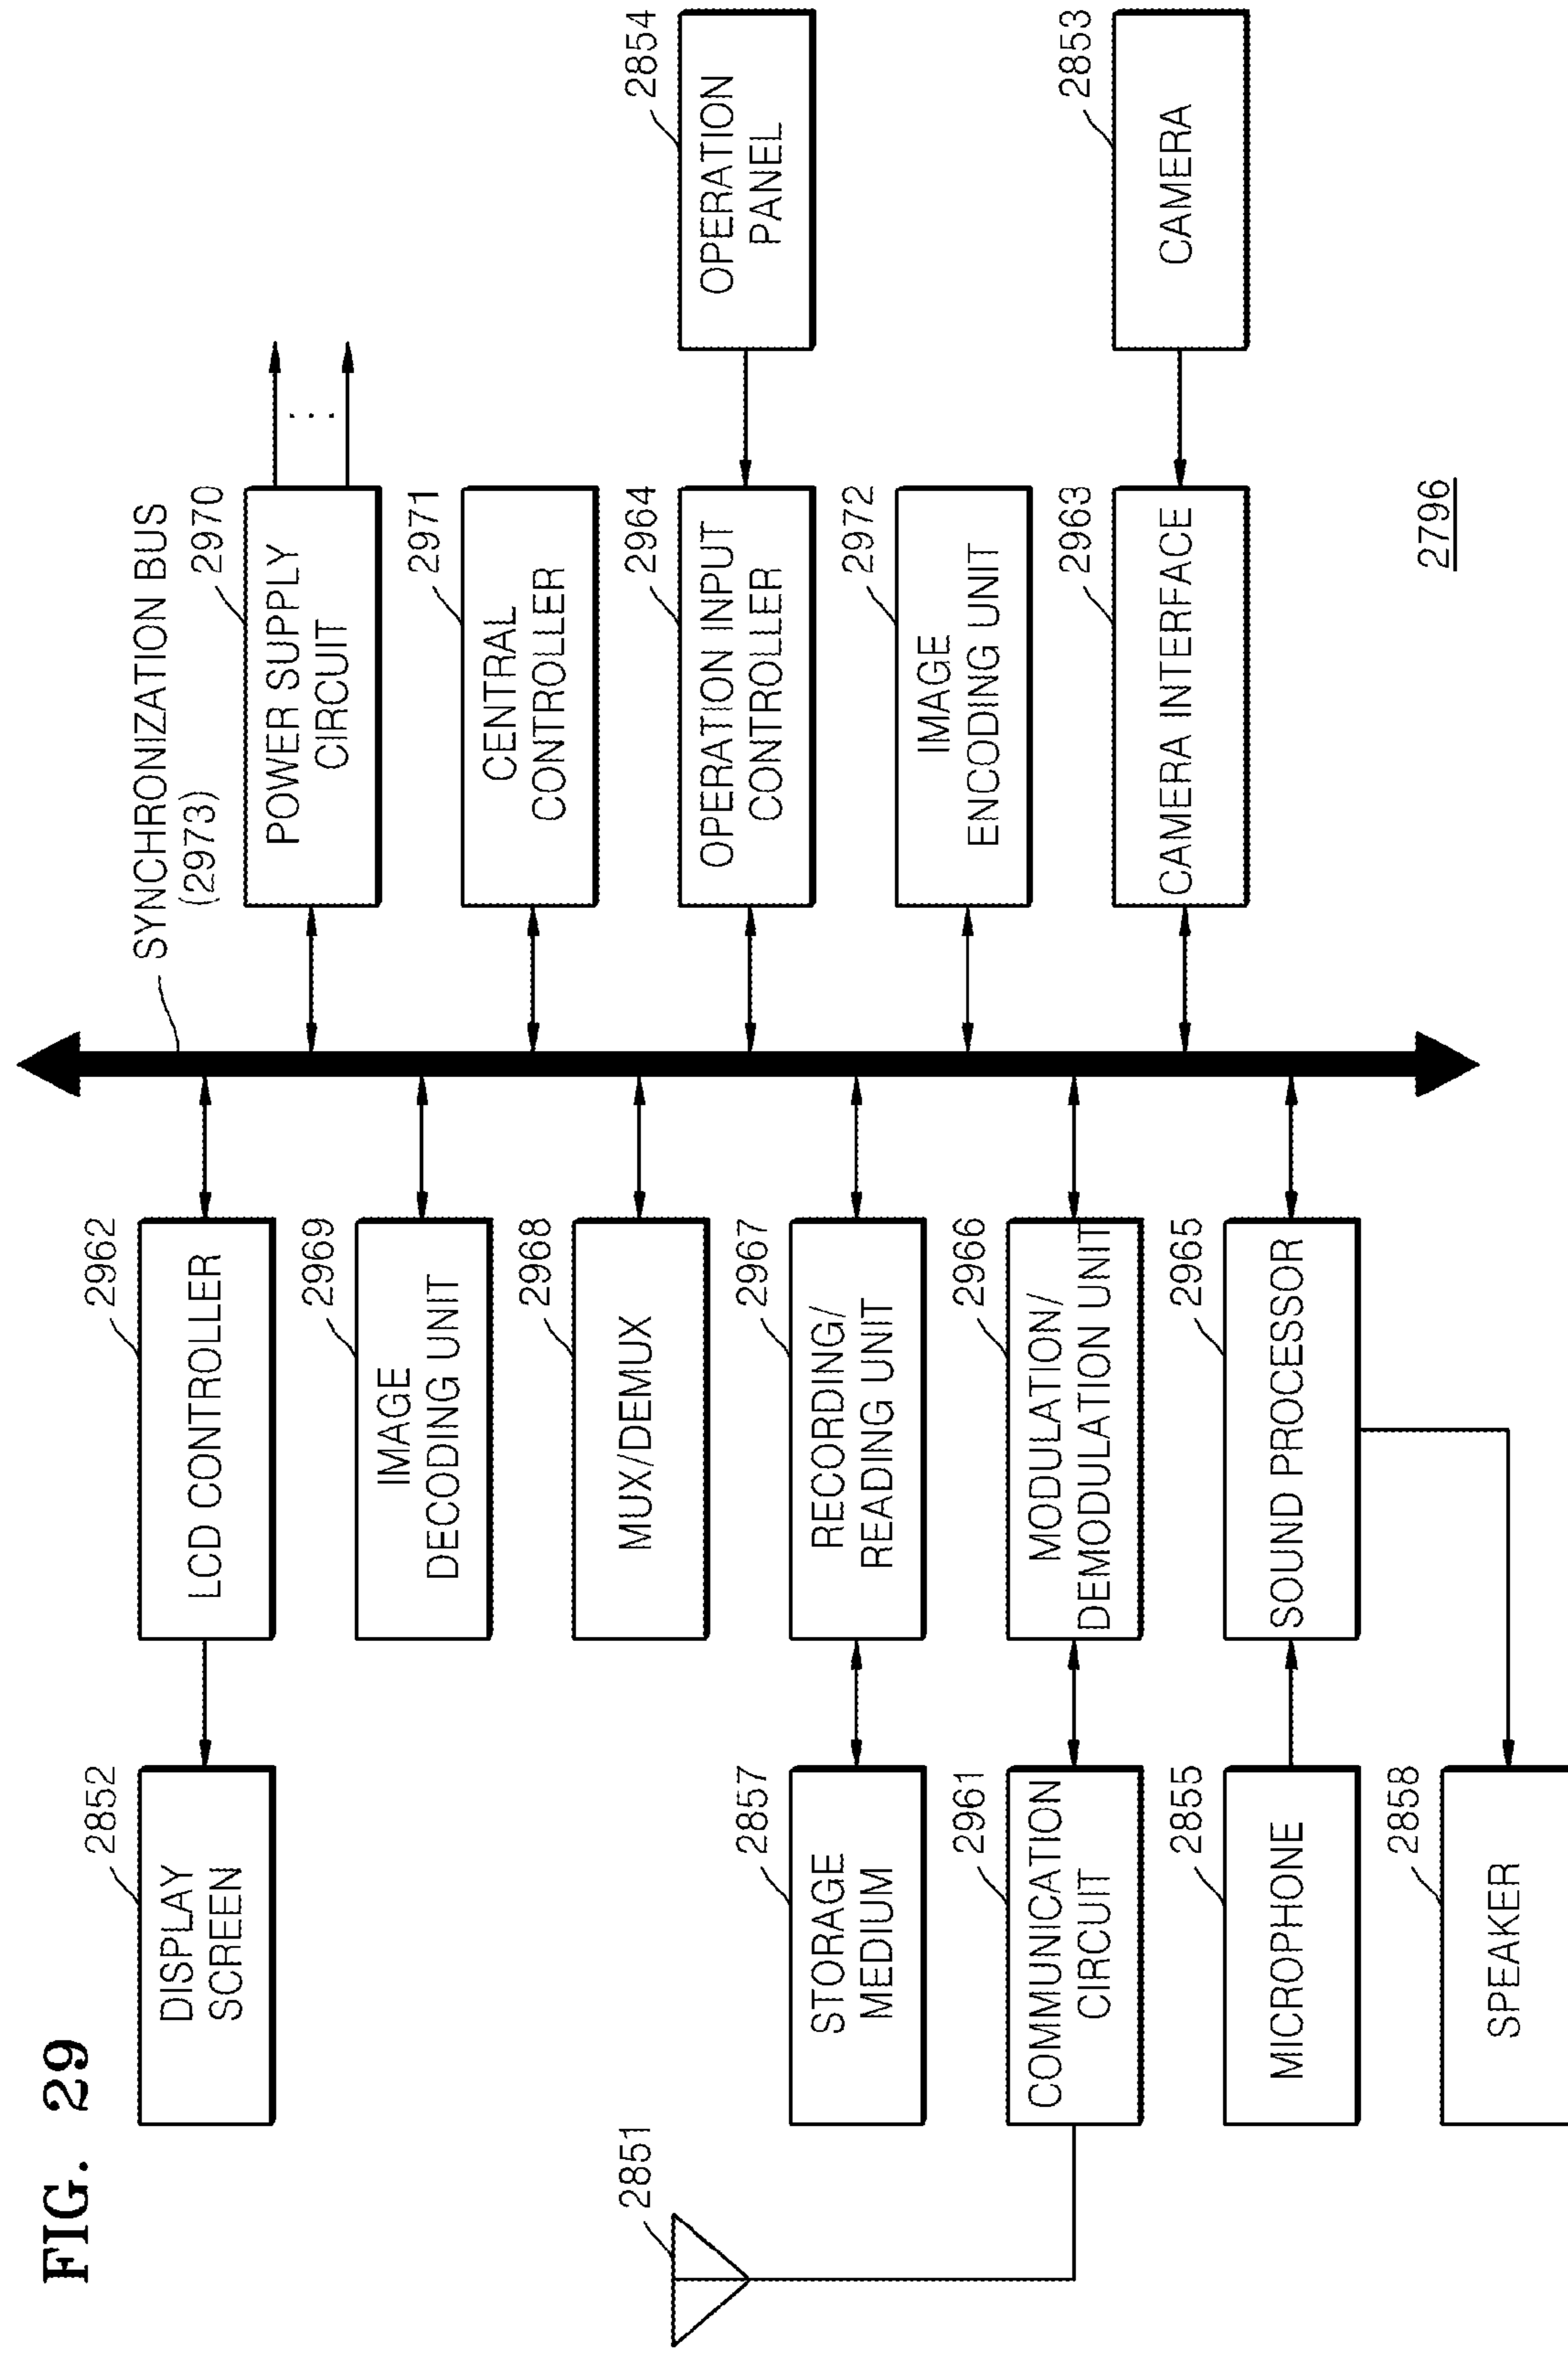 FIG. 29
2851
2852
DISPLAY
SCREEN
2857
STORAGE
MEDIUM
2961
COMMUNICATION
CIRCUIT
2855
MICROPHONE
2858
SPEAKER
2962
LCD CONTROLLER
2969
IMAGE
DECODING UNIT
2968
MUX/DEMUX
2967
RECORDING/
READING UNIT
2966
MODULATION/
DEMODULATION UNIT
2965
SOUND PROCESSOR
SYNCHRONIZATION BUS
(2973)
2970
POWER SUPPLY
CIRCUIT
2971
CENTRAL
CONTROLLER
2964
OPERATION INPUT
CONTROLLER
2972
IMAGE
ENCODING UNIT
2963
CAMERA INTERFACE
2854
OPERATION
PANEL
2853
CAMERA
2796